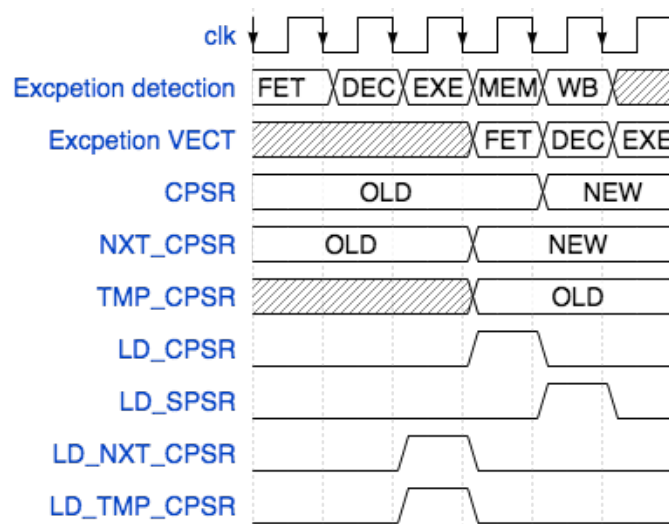 clk
Excpetion detection FET DEC EXE MEM WB
Excpetion VECT FET DEC EXE
CPSR OLD NEW
NXT_CPSR OLD NEW
TMP_CPSR OLD
LD_CPSR
LD_SPSR
LD_NXT_CPSR
LD_TMP_CPSR